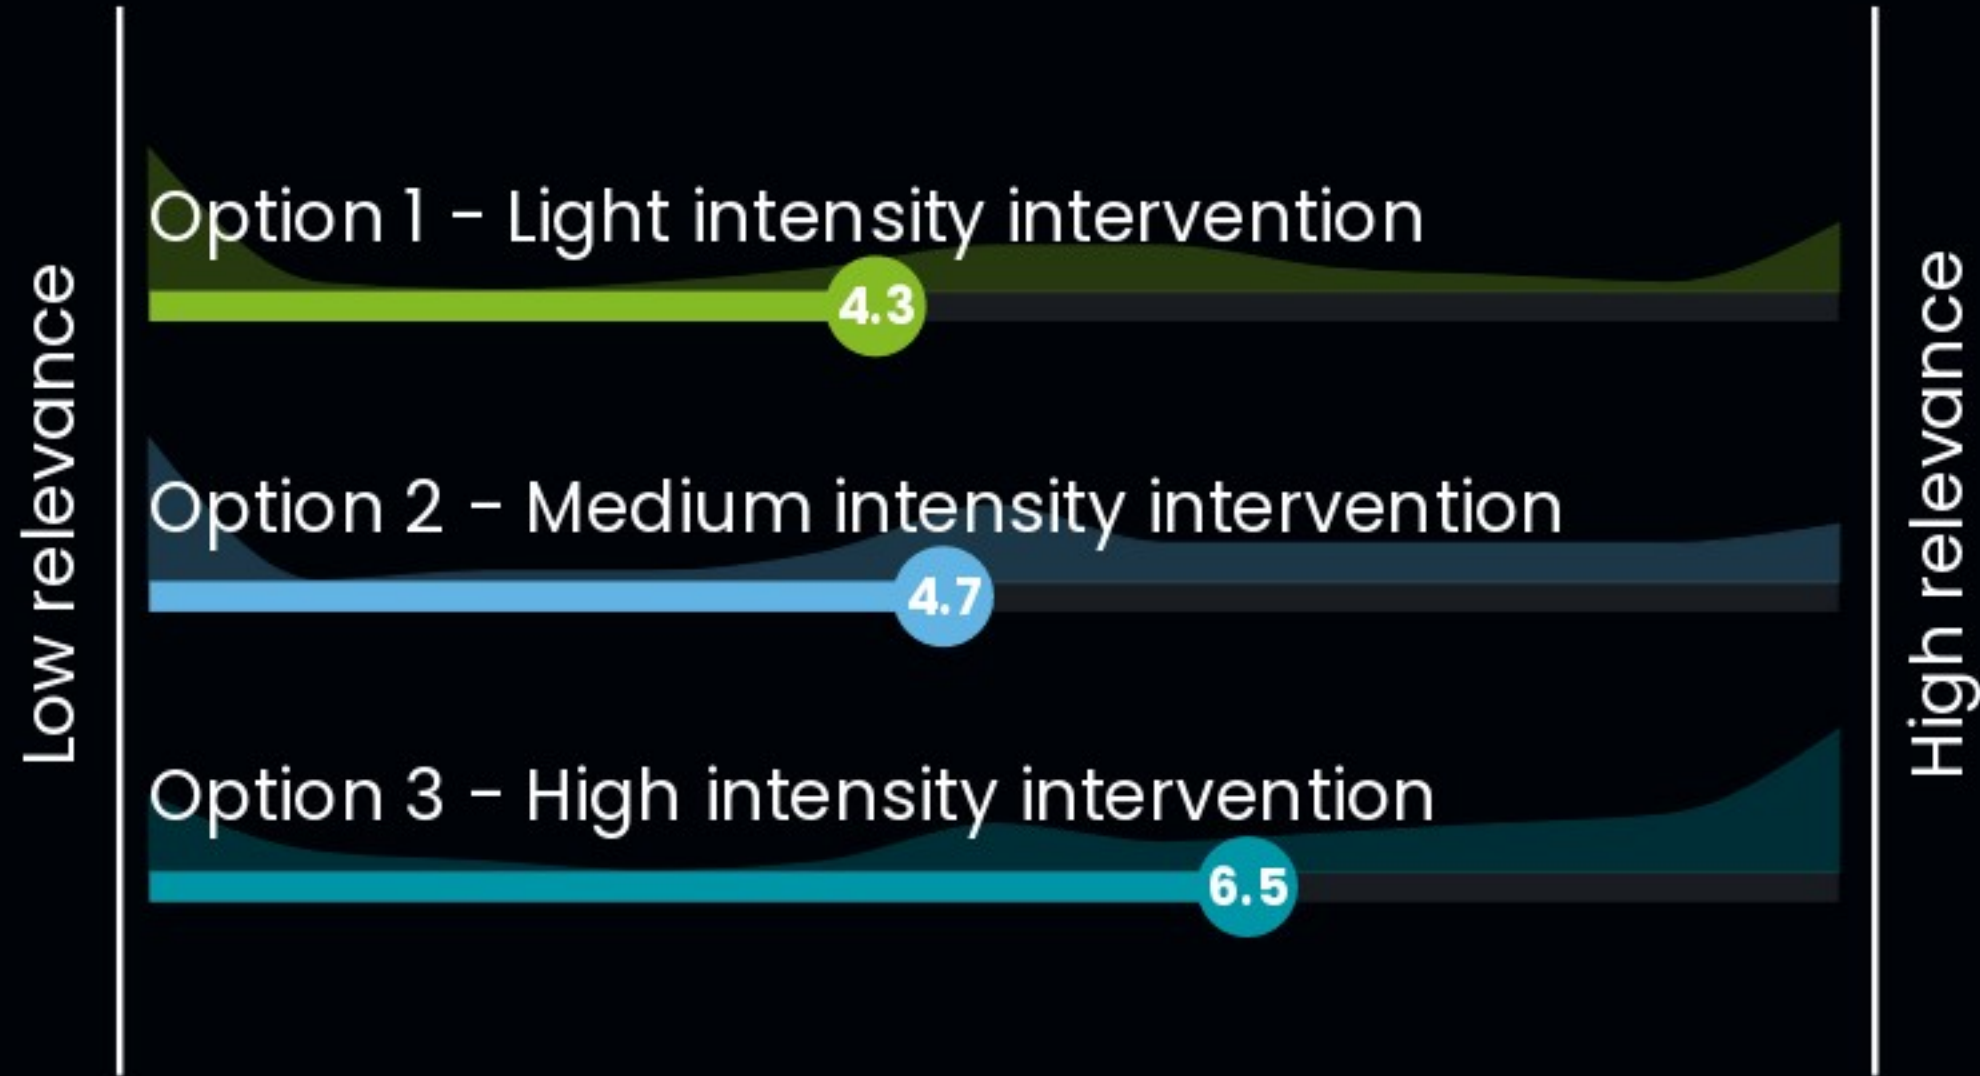 Low relevance
Option 1 - Light intensity intervention
4.3
Option 2 - Medium intensity intervention
4.7
Option 3 - High intensity intervention
6.5
High relevance